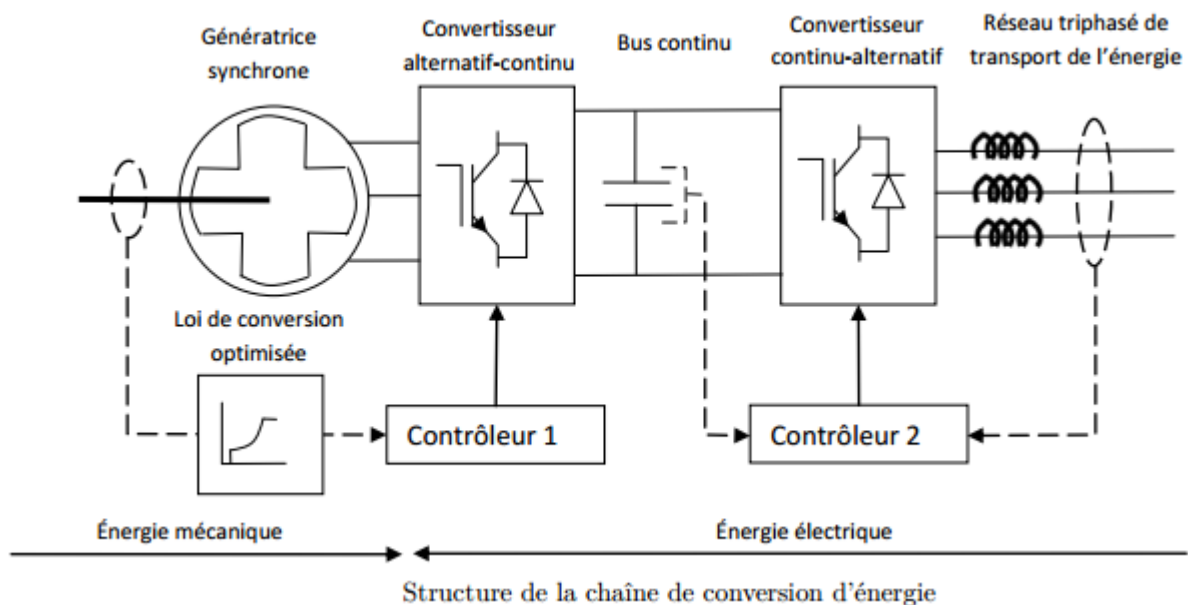 Génératrice
synchrone
Convertisseur
alternatif-continu
Bus continu
Convertisseur
continu-alternatif
Réseau triphasé de
transport de l'énergie
Loi de conversion
optimisée
Contrôleur 1
Contrôleur 2
Énergie mécanique
Énergie électrique
Structure de la chaîne de conversion d'énergie